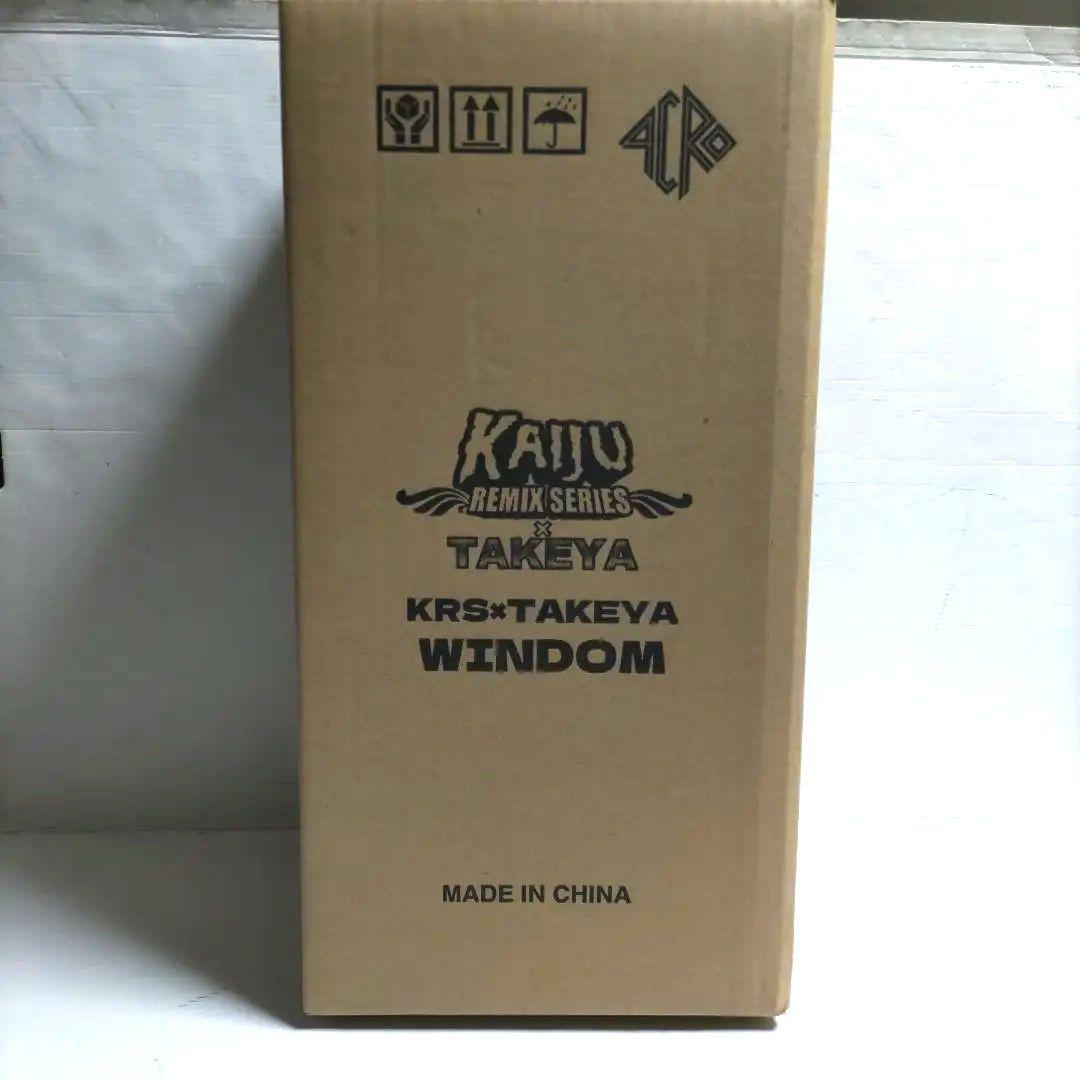 ACRO
KAIJU
REMIX SERIES
×
TAKEYA
KRS×TAKEYA
WINDOM
MADE IN CHINA